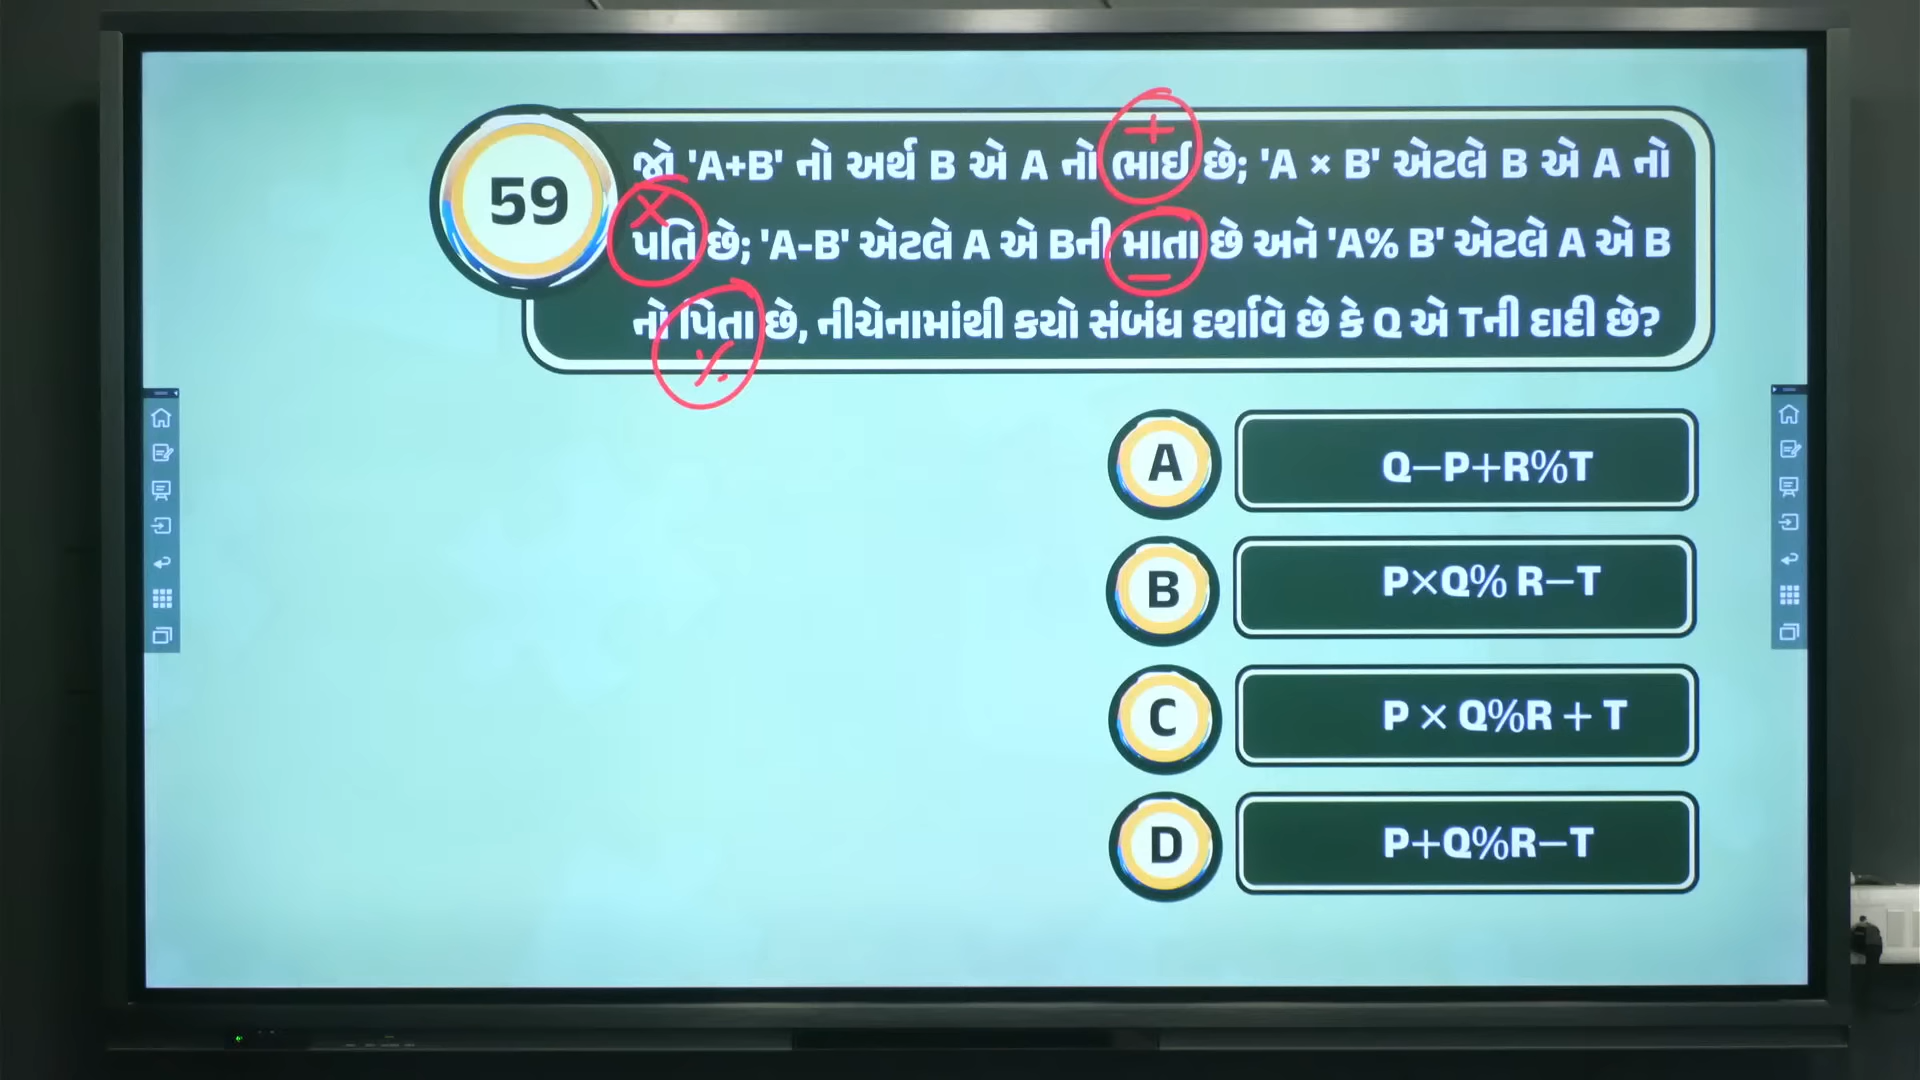 59
જો 'A+B' નો અર્થ B એ A નો ભાઈ છે; 'A × B' એટલે B એ A નો
પતિ છે; 'A-B' એટલે A એ Bની માતા છે અને 'A% B' એટલે A એ B
નો પિતા છે, નીચેનામાંથી કયો સંબંધ દર્શાવે છે કે Q એ Tની દાદી છે?
+
×
−
%
A Q−P+R%T
B P×Q% R−T
C P × Q%R + T
D P+Q%R−T